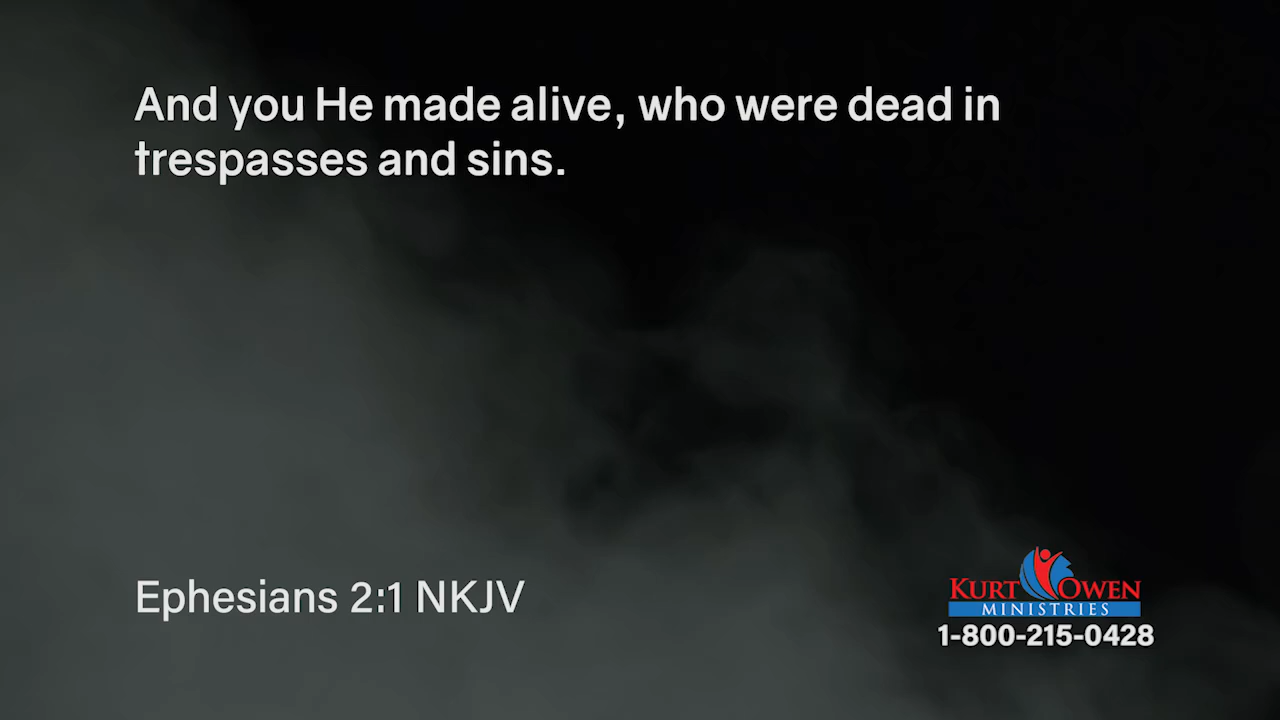 And you He made alive, who were dead in
trespasses and sins.
Ephesians 2:1 NKJV
KURT OWEN
MINISTRIES
1-800-215-0428